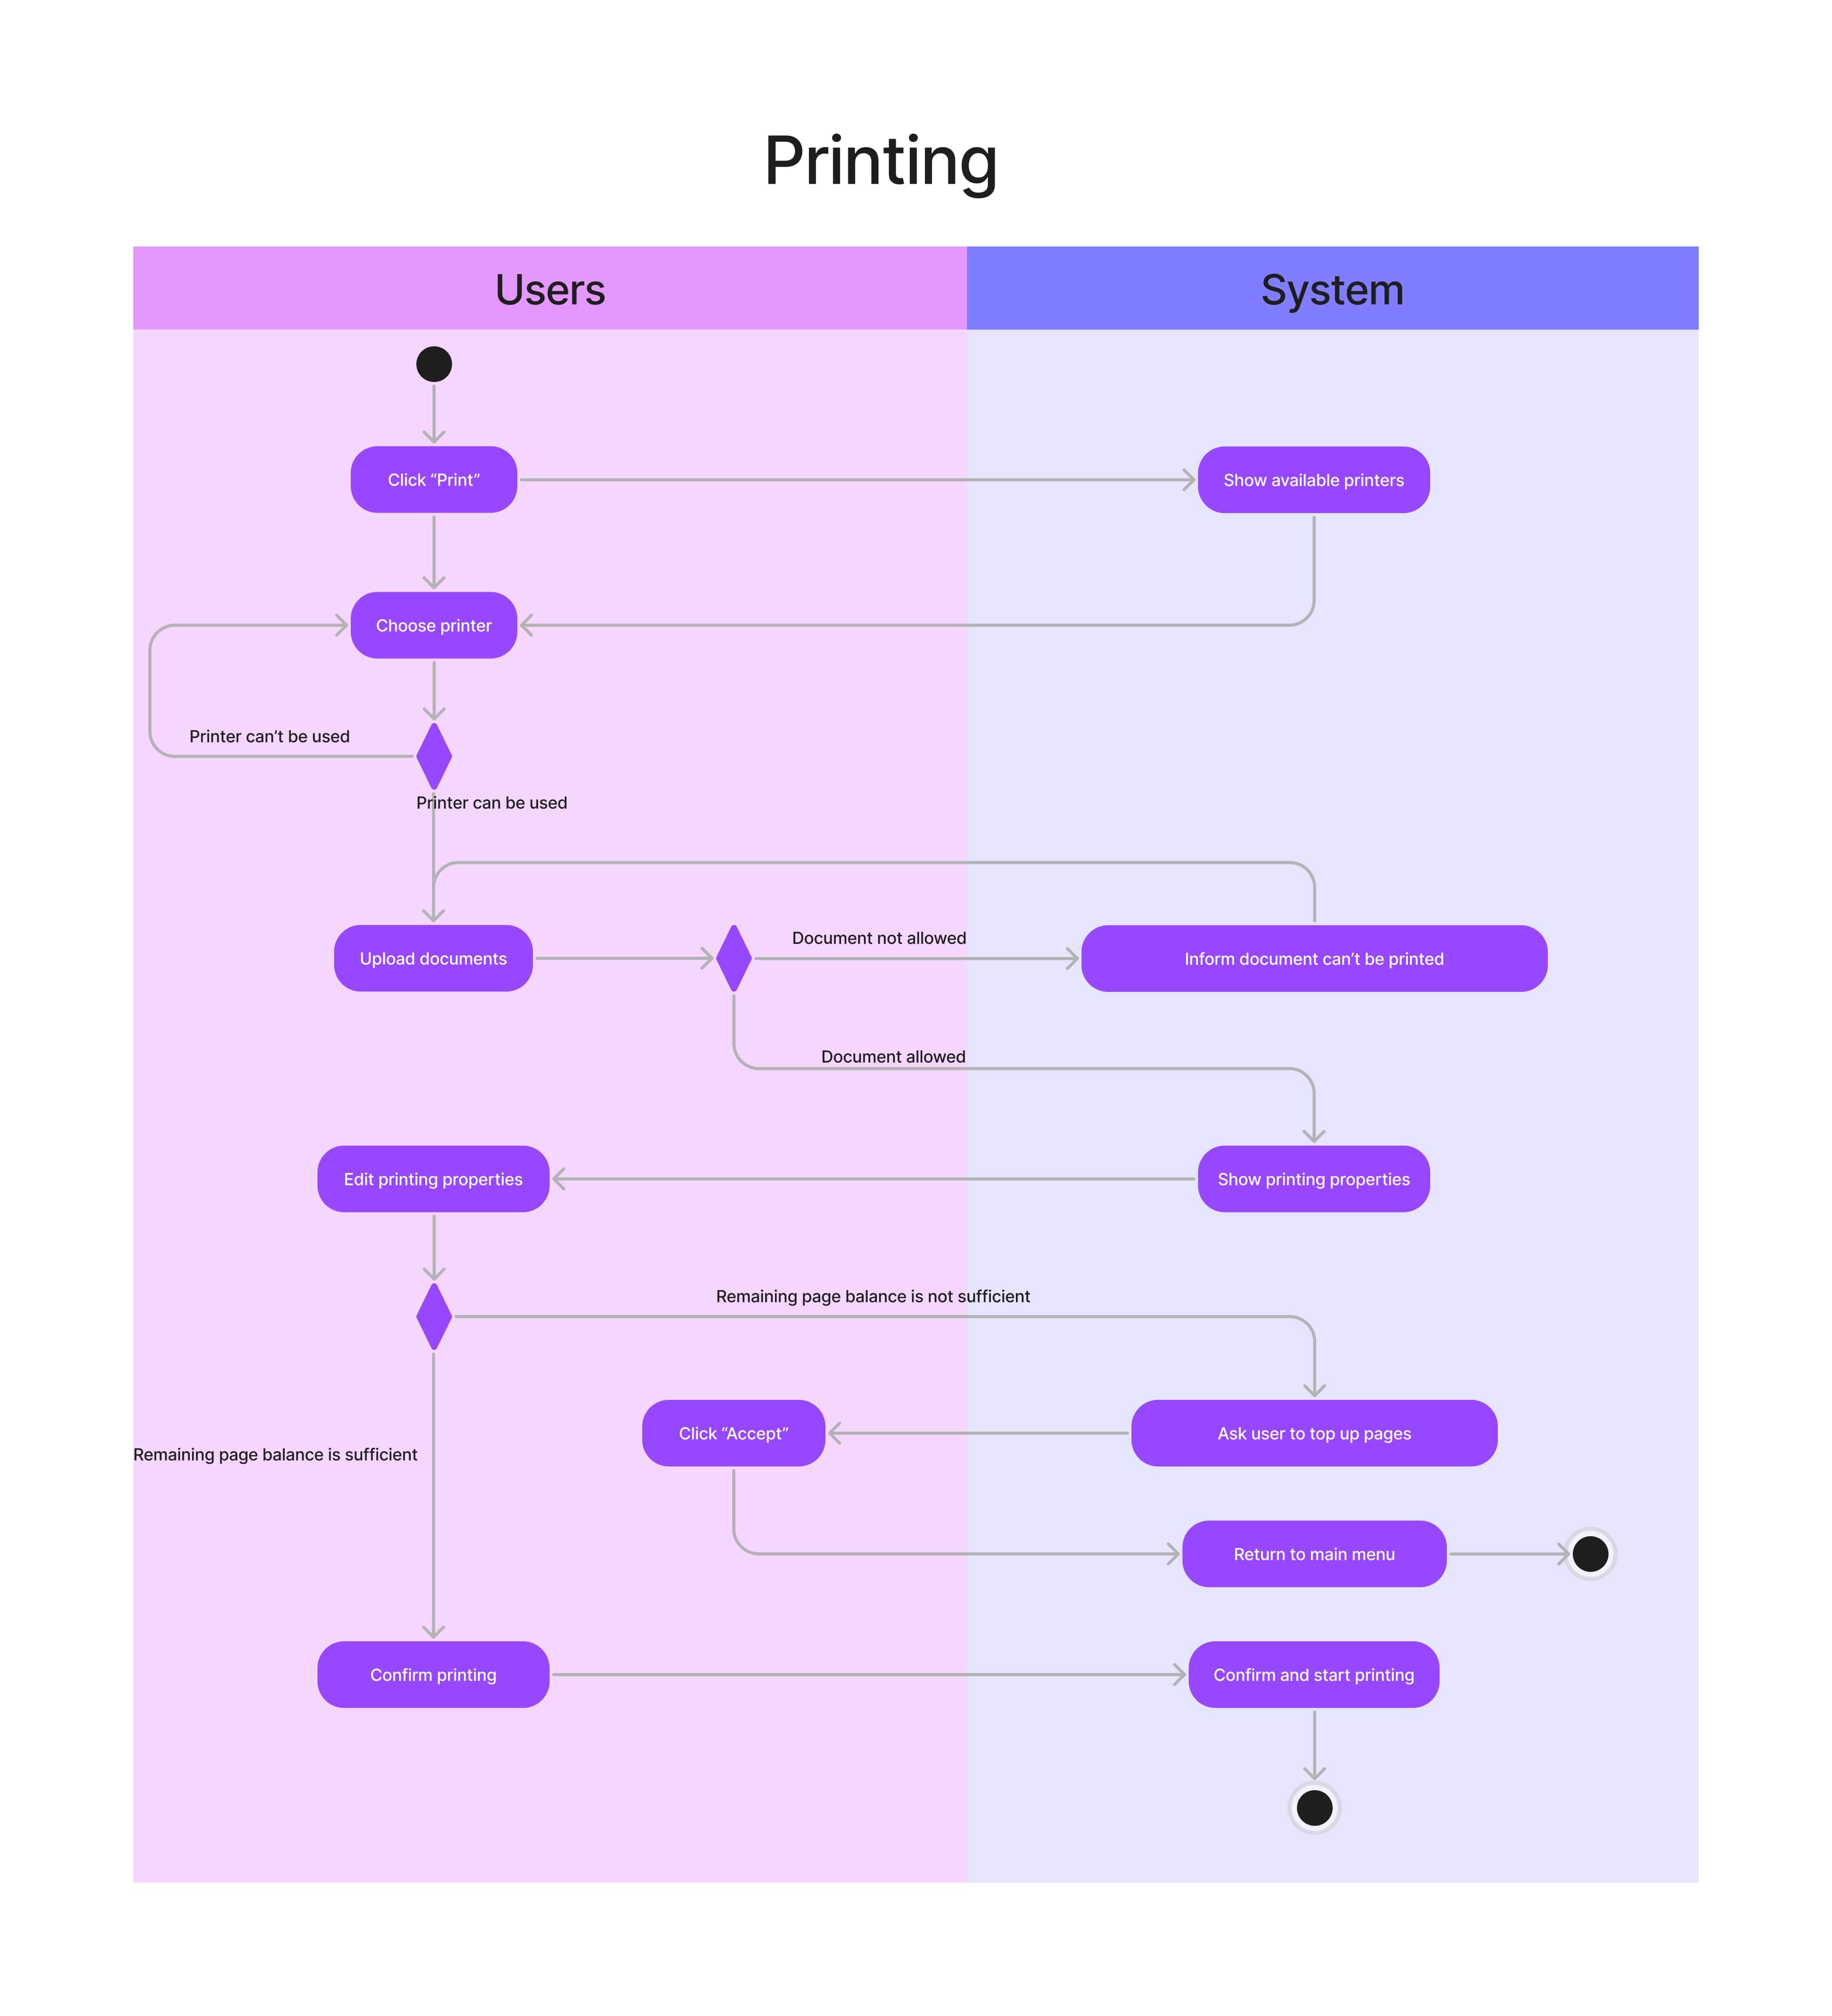 Printing
Users
System
Click “Print”
Show available printers
Choose printer
Printer can’t be used
Printer can be used
Document not allowed
Upload documents
Inform document can’t be printed
Document allowed
Edit printing properties
Show printing properties
Remaining page balance is not sufficient
Click “Accept”
Ask user to top up pages
Remaining page balance is sufficient
Return to main menu
Confirm printing
Confirm and start printing